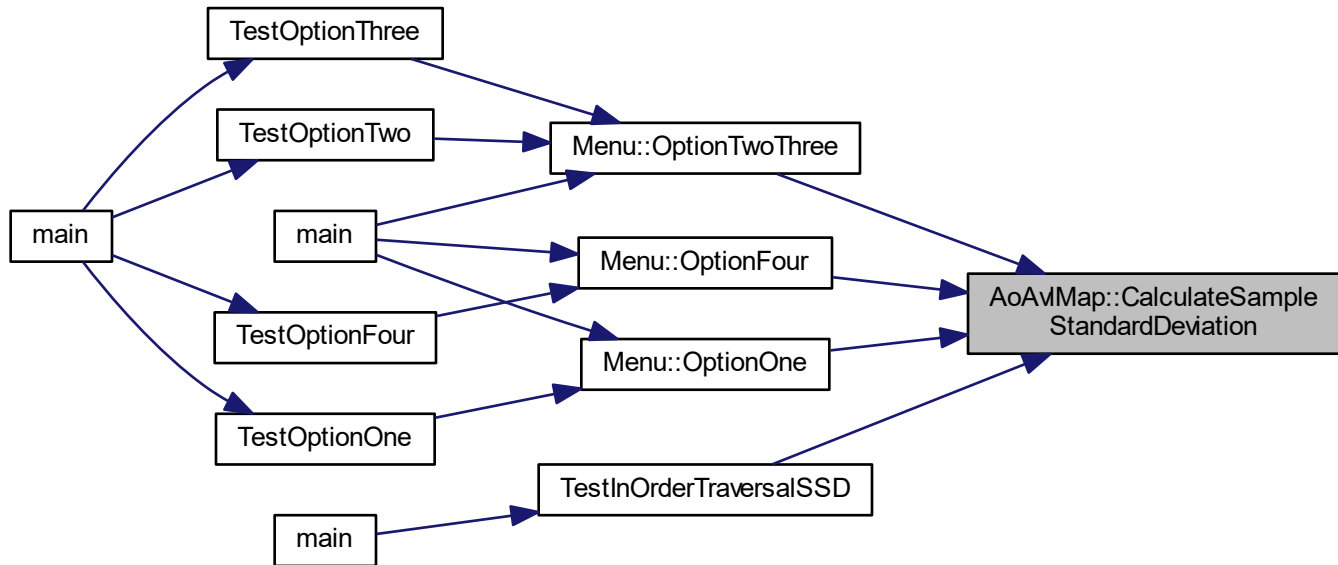 TestOptionThree
TestOptionTwo
Menu::OptionTwoThree
main
main
Menu::OptionFour
AoAvlMap::CalculateSample
StandardDeviation
TestOptionFour
Menu::OptionOne
TestOptionOne
TestInOrderTraversalSSD
main